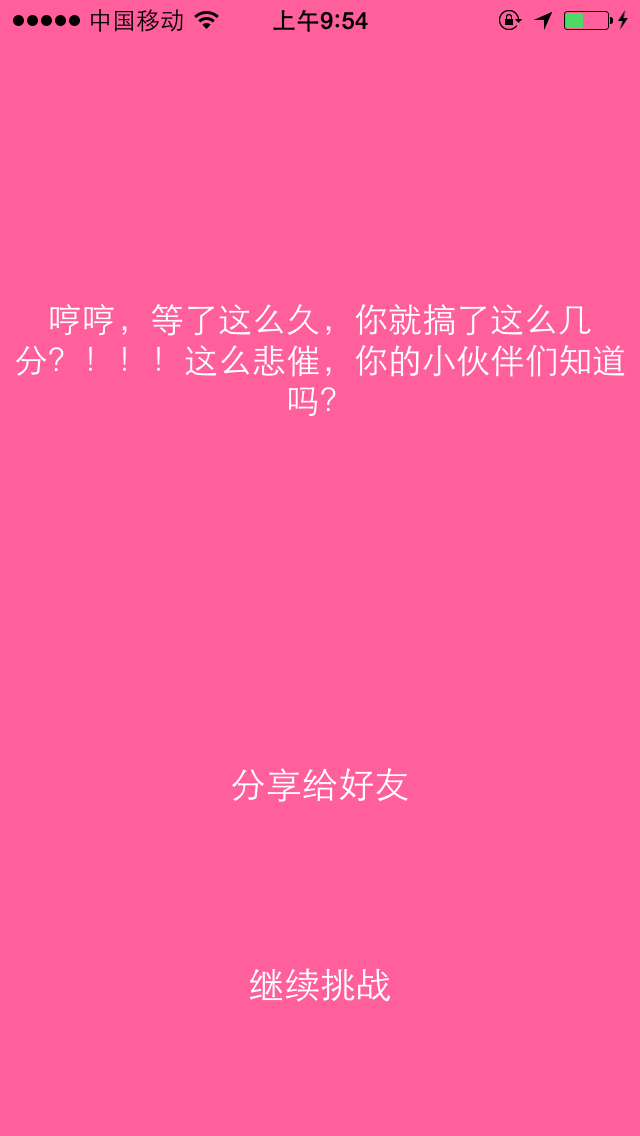 中国移动 上午9:54
哼哼，等了这么久，你就搞了这么几
分？！！！这么悲催，你的小伙伴们知道
吗？
分享给好友
继续挑战